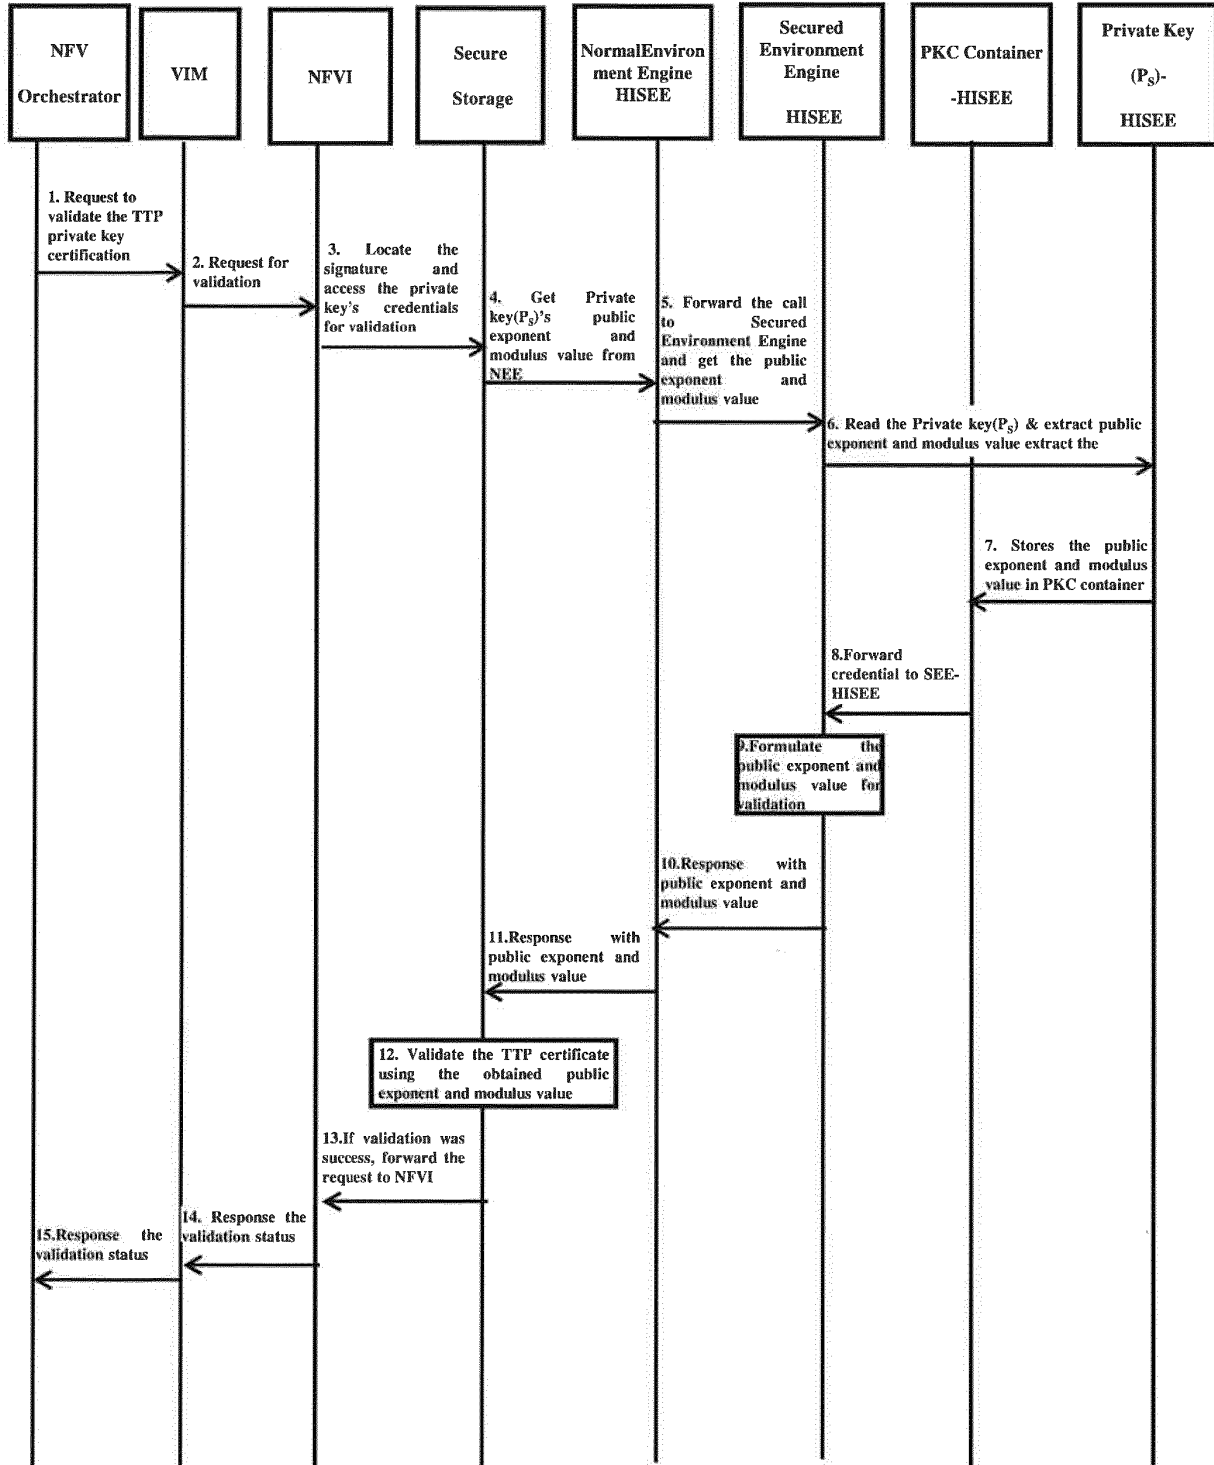 NFV
Orchestrator
VIM
NFVI
Secure
Storage
NormalEnviron
ment Engine
HISEE
Secured
Environment
Engine
HISEE
PKC Container
-HISEE
Private Key
(PS)-
HISEE
1. Request to
validate the TTP
private key
certification
2. Request for
validation
3. Locate the
signature and
access the private
key's credentials
for validation
4. Get Private
key(PS)'s public
exponent and
modulus value from
NEE
5. Forward the call
to Secured
Environment Engine
and get the public
exponent and
modulus value
6. Read the Private key(PS) & extract public
exponent and modulus value extract the
7. Stores the public
exponent and modulus
value in PKC container
8.Forward
credential to SEE-
HISEE
9.Formulate the
public exponent and
modulus value for
validation
10.Response with
public exponent and
modulus value
11.Response with
public exponent and
modulus value
12. Validate the TTP certificate
using the obtained public
exponent and modulus value
13.If validation was
success, forward the
request to NFVI
14. Response the
validation status
15.Response the
validation status